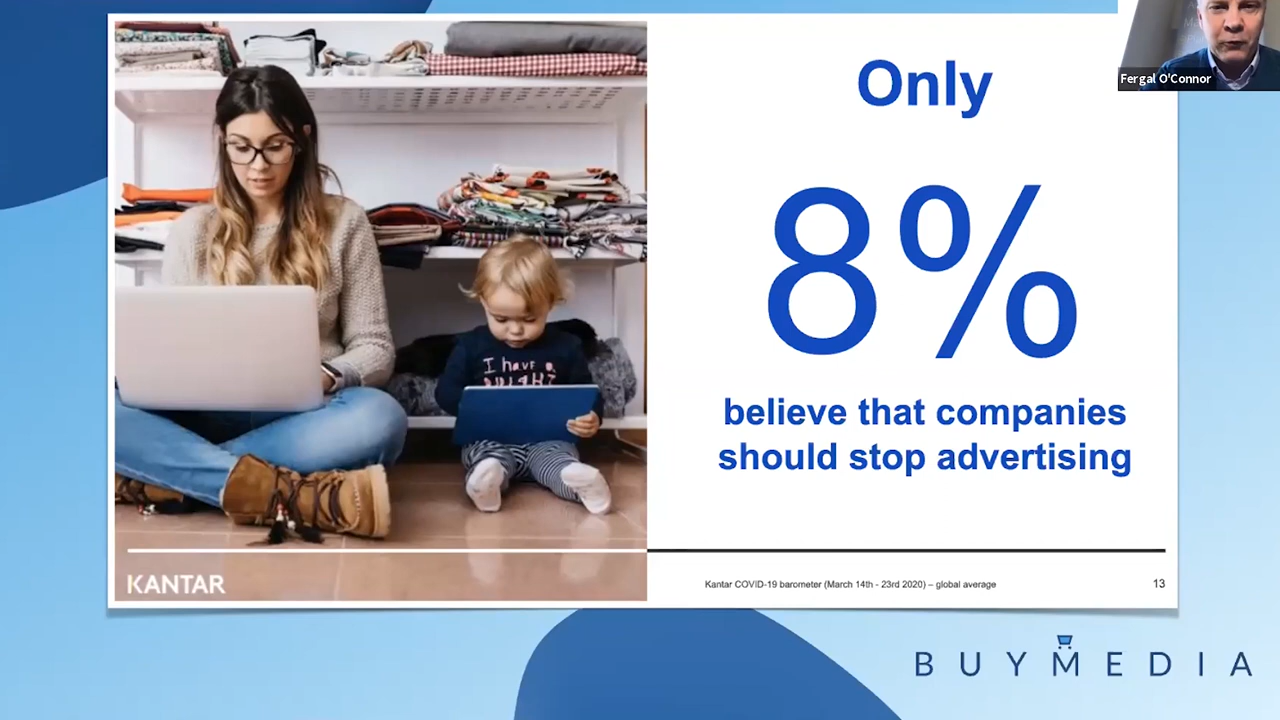 Only
8%
believe that companies
should stop advertising
Fergal O'Connor
I have a
KANTAR
Kantar COVID-19 barometer (March 14th - 23rd 2020) – global average
13
BUYMEDIA